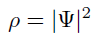 ρ = |Ψ|²